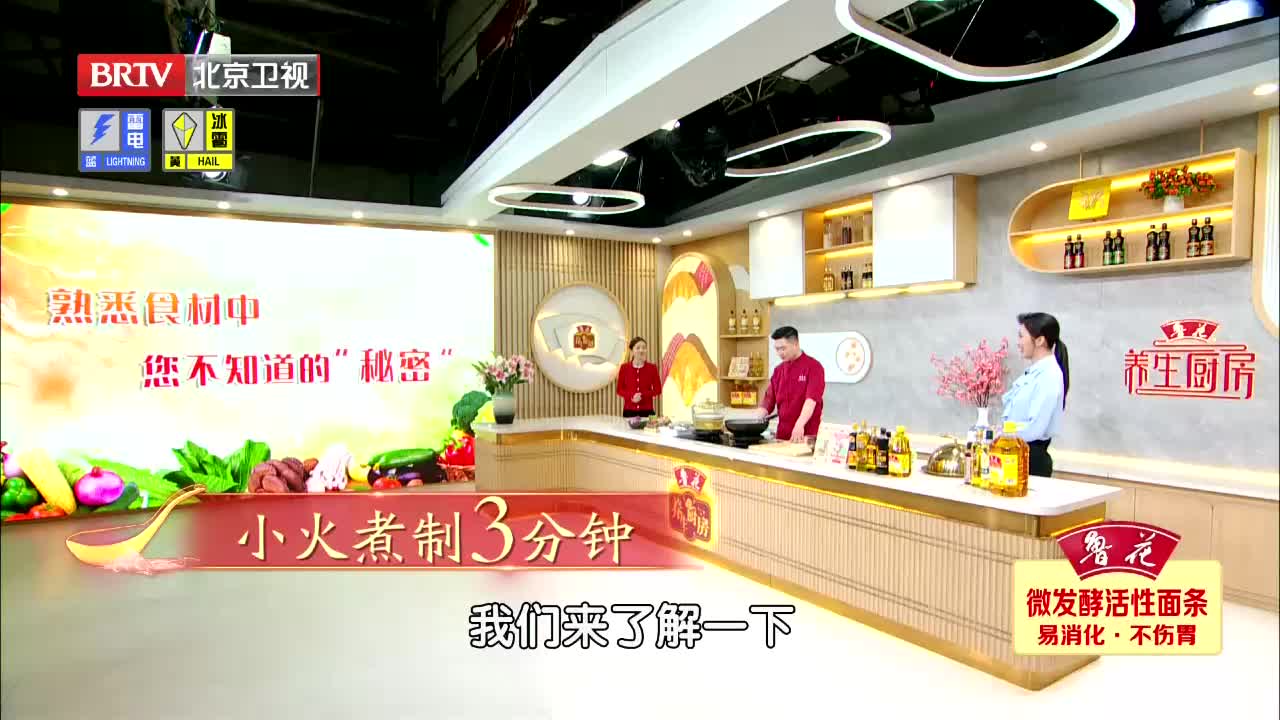 BRTV 北京卫视
雷电
蓝 LIGHTNING
冰雹
黄 HAIL
熟悉食材中
您不知道的"秘密"
鲁花
养生厨房
小火煮制3分钟
我们来了解一下
鲁花
微发酵活性面条
易消化·不伤胃